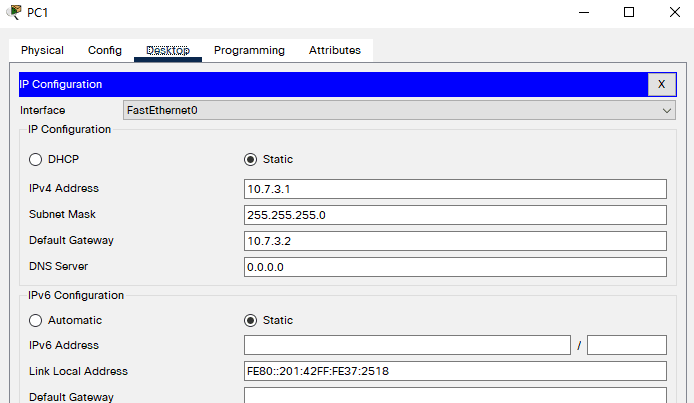 PC1
Physical Config Desktop Programming Attributes
IP Configuration X
Interface FastEthernet0
IP Configuration
DHCP Static
IPv4 Address 10.7.3.1
Subnet Mask 255.255.255.0
Default Gateway 10.7.3.2
DNS Server 0.0.0.0
IPv6 Configuration
Automatic Static
IPv6 Address /
Link Local Address FE80::201:42FF:FE37:2518
Default Gateway